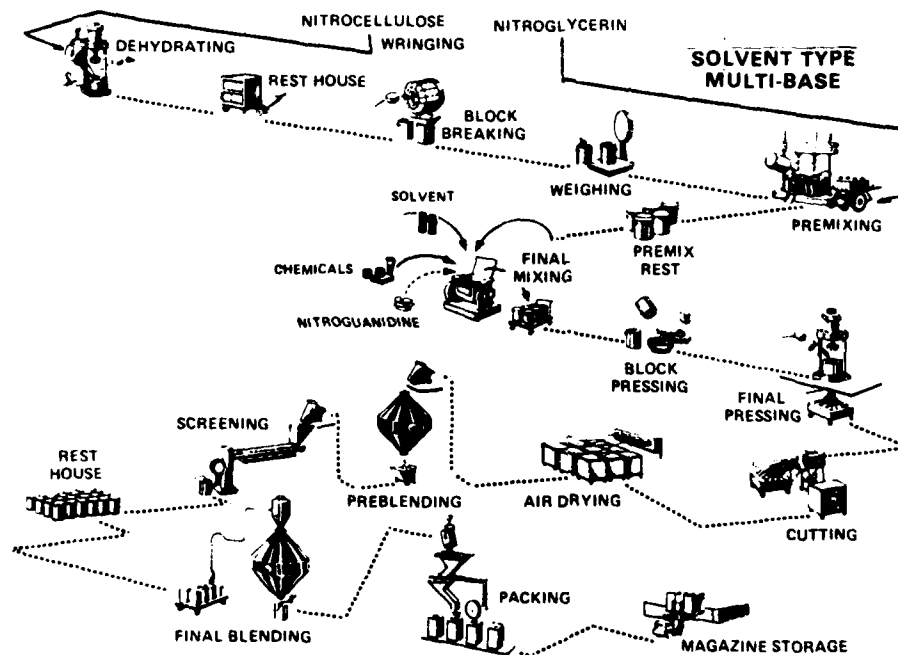 NITROCELLULOSE
WRINGING
NITROGLYCERIN
DEHYDRATING
SOLVENT TYPE
MULTI-BASE
REST HOUSE
BLOCK
BREAKING
WEIGHING
PREMIXING
SOLVENT
PREMIX
REST
FINAL
MIXING
CHEMICALS
NITROGUANIDINE
BLOCK
PRESSING
FINAL
PRESSING
SCREENING
REST
HOUSE
PREBLENDING
AIR DRYING
CUTTING
FINAL BLENDING
PACKING
MAGAZINE STORAGE